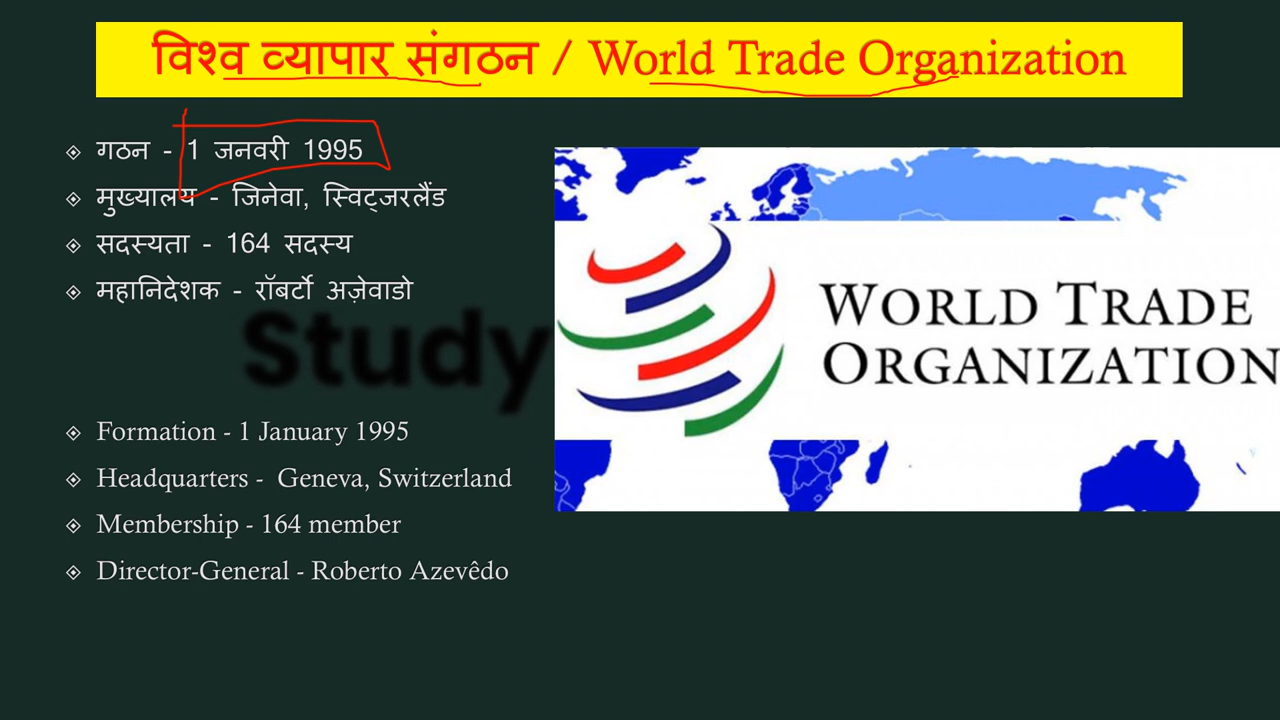 विश्व व्यापार संगठन / World Trade Organization
गठन - 1 जनवरी 1995
मुख्यालय - जिनेवा, स्विट्जरलैंड
सदस्यता - 164 सदस्य
महानिदेशक - रॉबर्टो अज़ेवाडो
Study
Formation - 1 January 1995
Headquarters - Geneva, Switzerland
Membership - 164 member
Director-General - Roberto Azevêdo
WORLD TRADE
ORGANIZATION